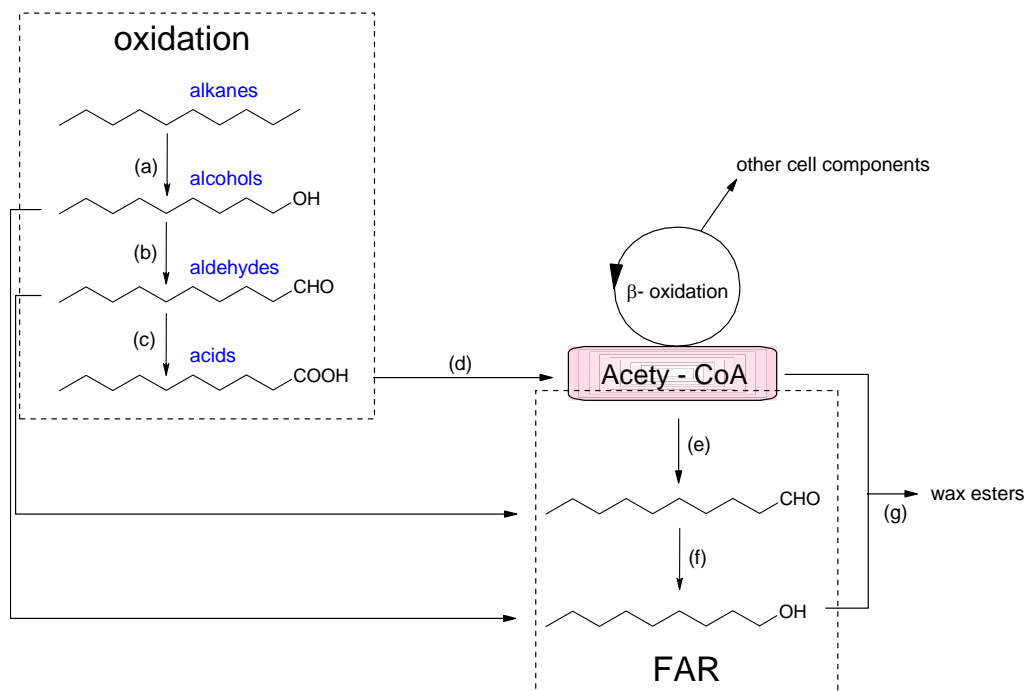 oxidation
alkanes
(a)
alcohols
OH
(b)
aldehydes
CHO
(c)
acids
COOH
(d)
other cell components
β- oxidation
Acety - CoA
(e)
CHO
(f)
OH
FAR
(g)
wax esters